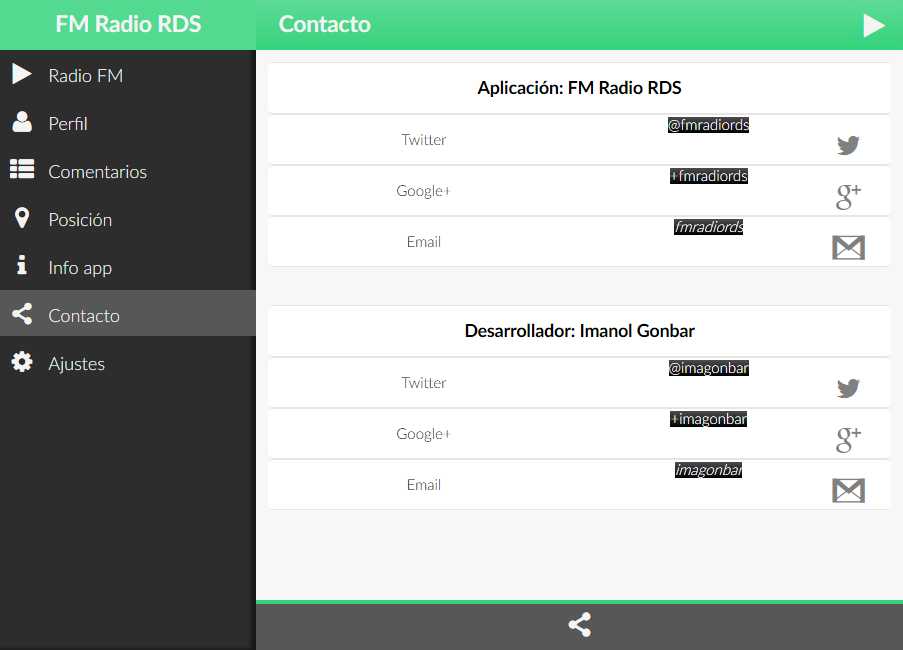 FM Radio RDS
Radio FM
Perfil
Comentarios
Posición
Info app
Contacto
Ajustes
Contacto
Aplicación: FM Radio RDS
Twitter @fmradiords
Google+ +fmradiords
Email fmradiords
Desarrollador: Imanol Gonbar
Twitter @imagonbar
Google+ +imagonbar
Email imagonbar